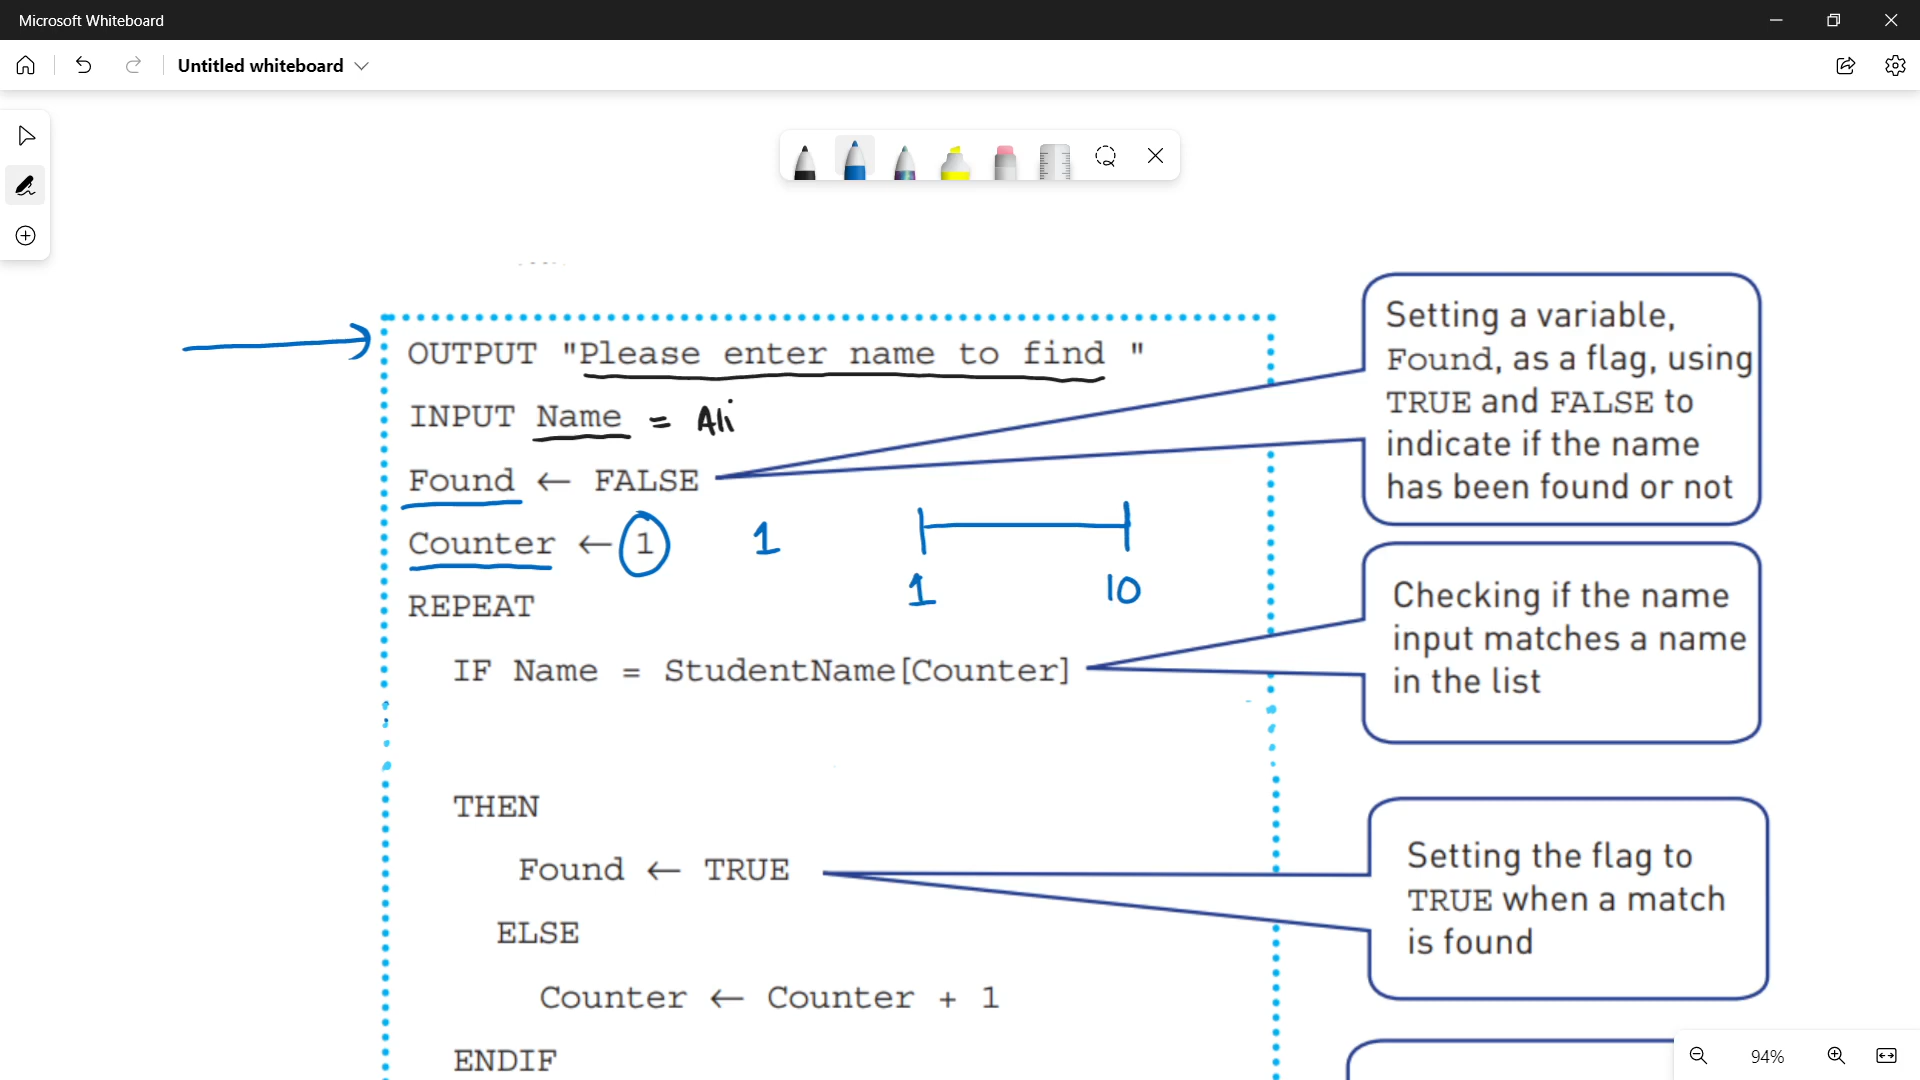 Microsoft Whiteboard
Untitled whiteboard
OUTPUT "Please enter name to find "
INPUT Name = Ali
Found ← FALSE
Counter ← 1 1
1 10
REPEAT
IF Name = StudentName[Counter]
THEN
Found ← TRUE
ELSE
Counter ← Counter + 1
ENDIF
Setting a variable,
Found, as a flag, using
TRUE and FALSE to
indicate if the name
has been found or not
Checking if the name
input matches a name
in the list
Setting the flag to
TRUE when a match
is found
94%